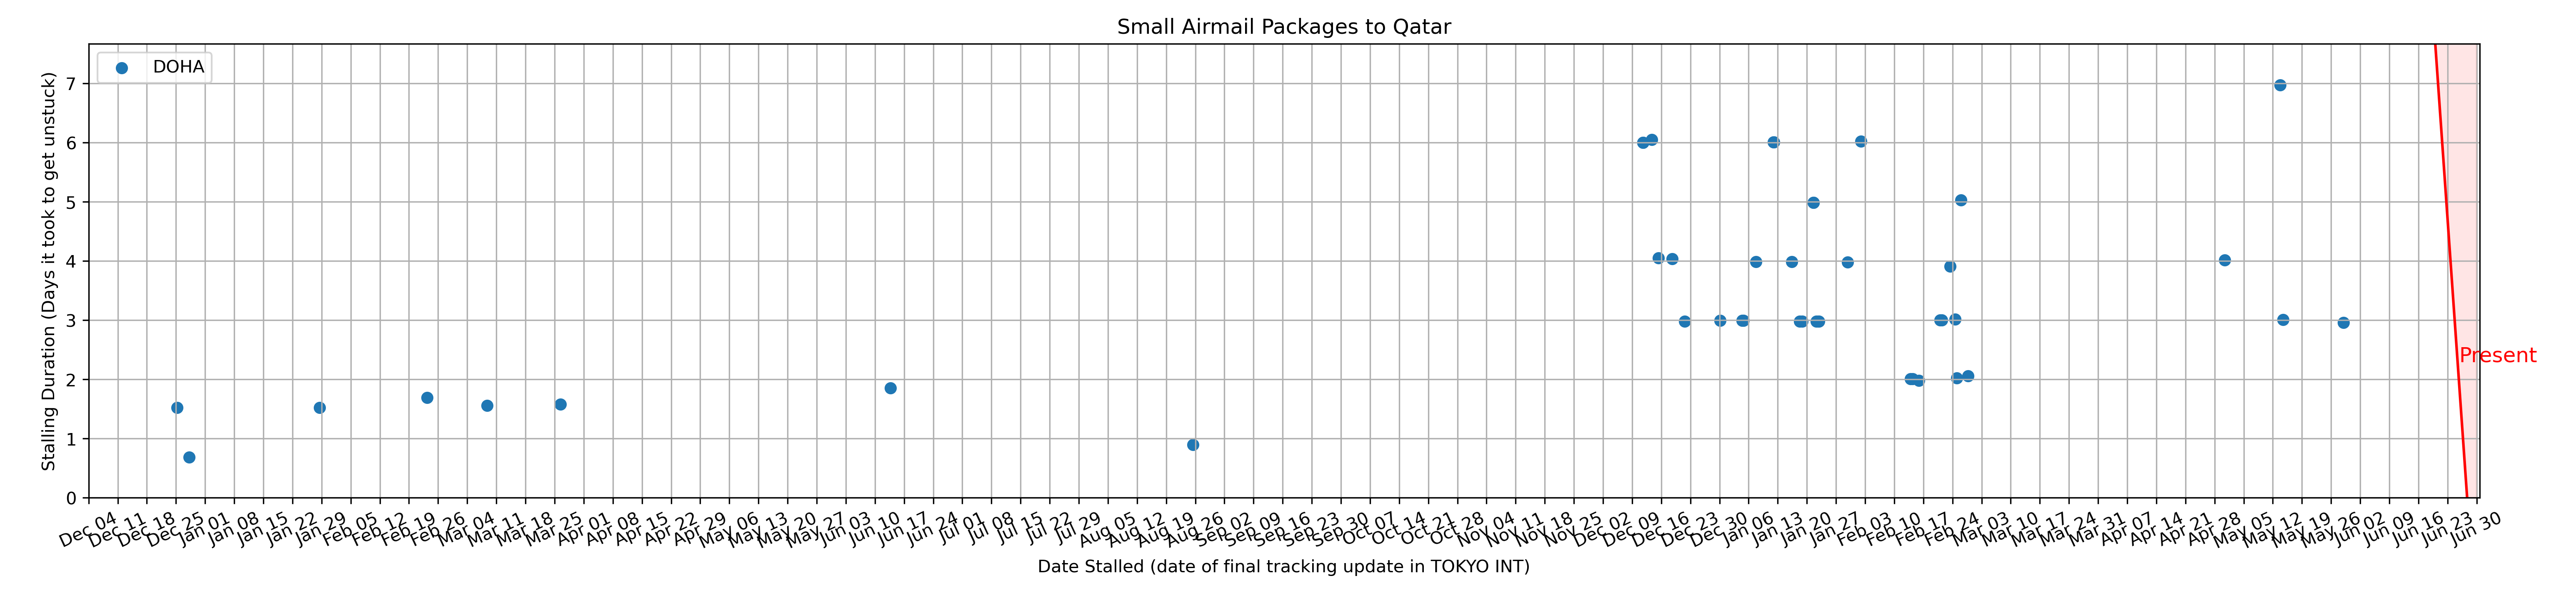 Small Airmail Packages to Qatar
DOHA
Stalling Duration (Days it took to get unstuck)
7
6
5
4
3
2
1
0
Present
Dec 04
Dec 11
Dec 18
Dec 25
Jan 01
Jan 08
Jan 15
Jan 22
Jan 29
Feb 05
Feb 12
Feb 19
Feb 26
Mar 04
Mar 11
Mar 18
Mar 25
Apr 01
Apr 08
Apr 15
Apr 22
Apr 29
May 06
May 13
May 20
May 27
Jun 03
Jun 10
Jun 17
Jun 24
Jul 01
Jul 08
Jul 15
Jul 22
Jul 29
Aug 05
Aug 12
Aug 19
Aug 26
Sep 02
Sep 09
Sep 16
Sep 23
Sep 30
Oct 07
Oct 14
Oct 21
Oct 28
Nov 04
Nov 11
Nov 18
Nov 25
Dec 02
Dec 09
Dec 16
Dec 23
Dec 30
Jan 06
Jan 13
Jan 20
Jan 27
Feb 03
Feb 10
Feb 17
Feb 24
Mar 03
Mar 10
Mar 17
Mar 24
Mar 31
Apr 07
Apr 14
Apr 21
Apr 28
May 05
May 12
May 19
May 26
Jun 02
Jun 09
Jun 16
Jun 23
Jun 30
Date Stalled (date of final tracking update in TOKYO INT)